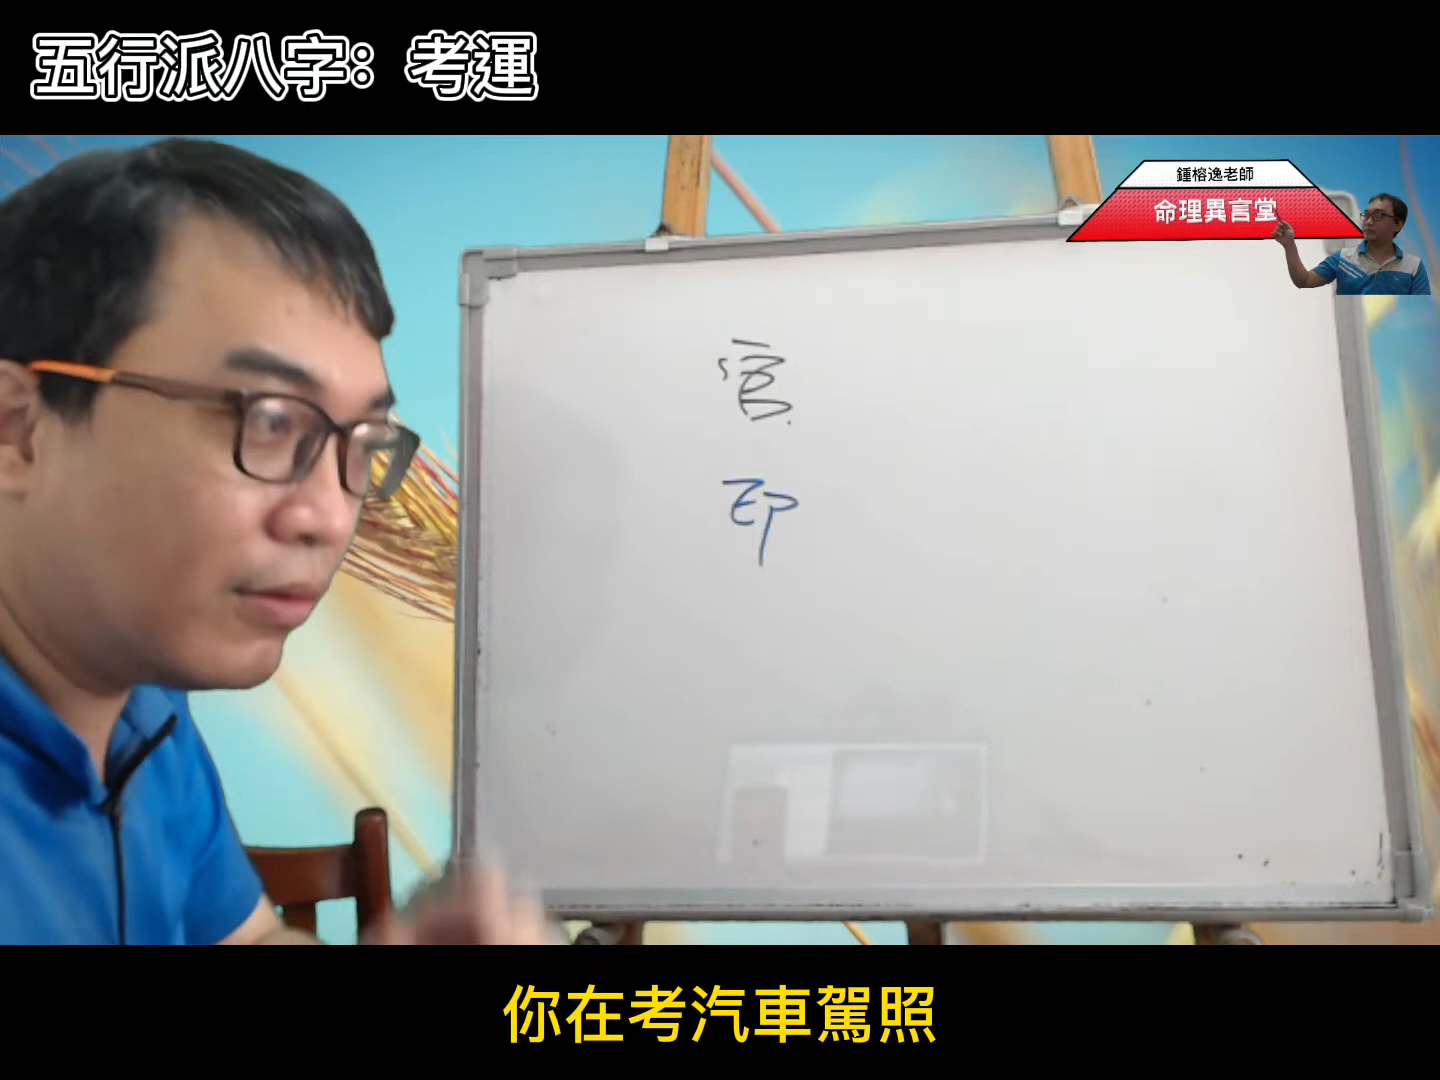 五行派八字：考運
鍾榕逸老師
命理異言堂
官
印
你在考汽車駕照